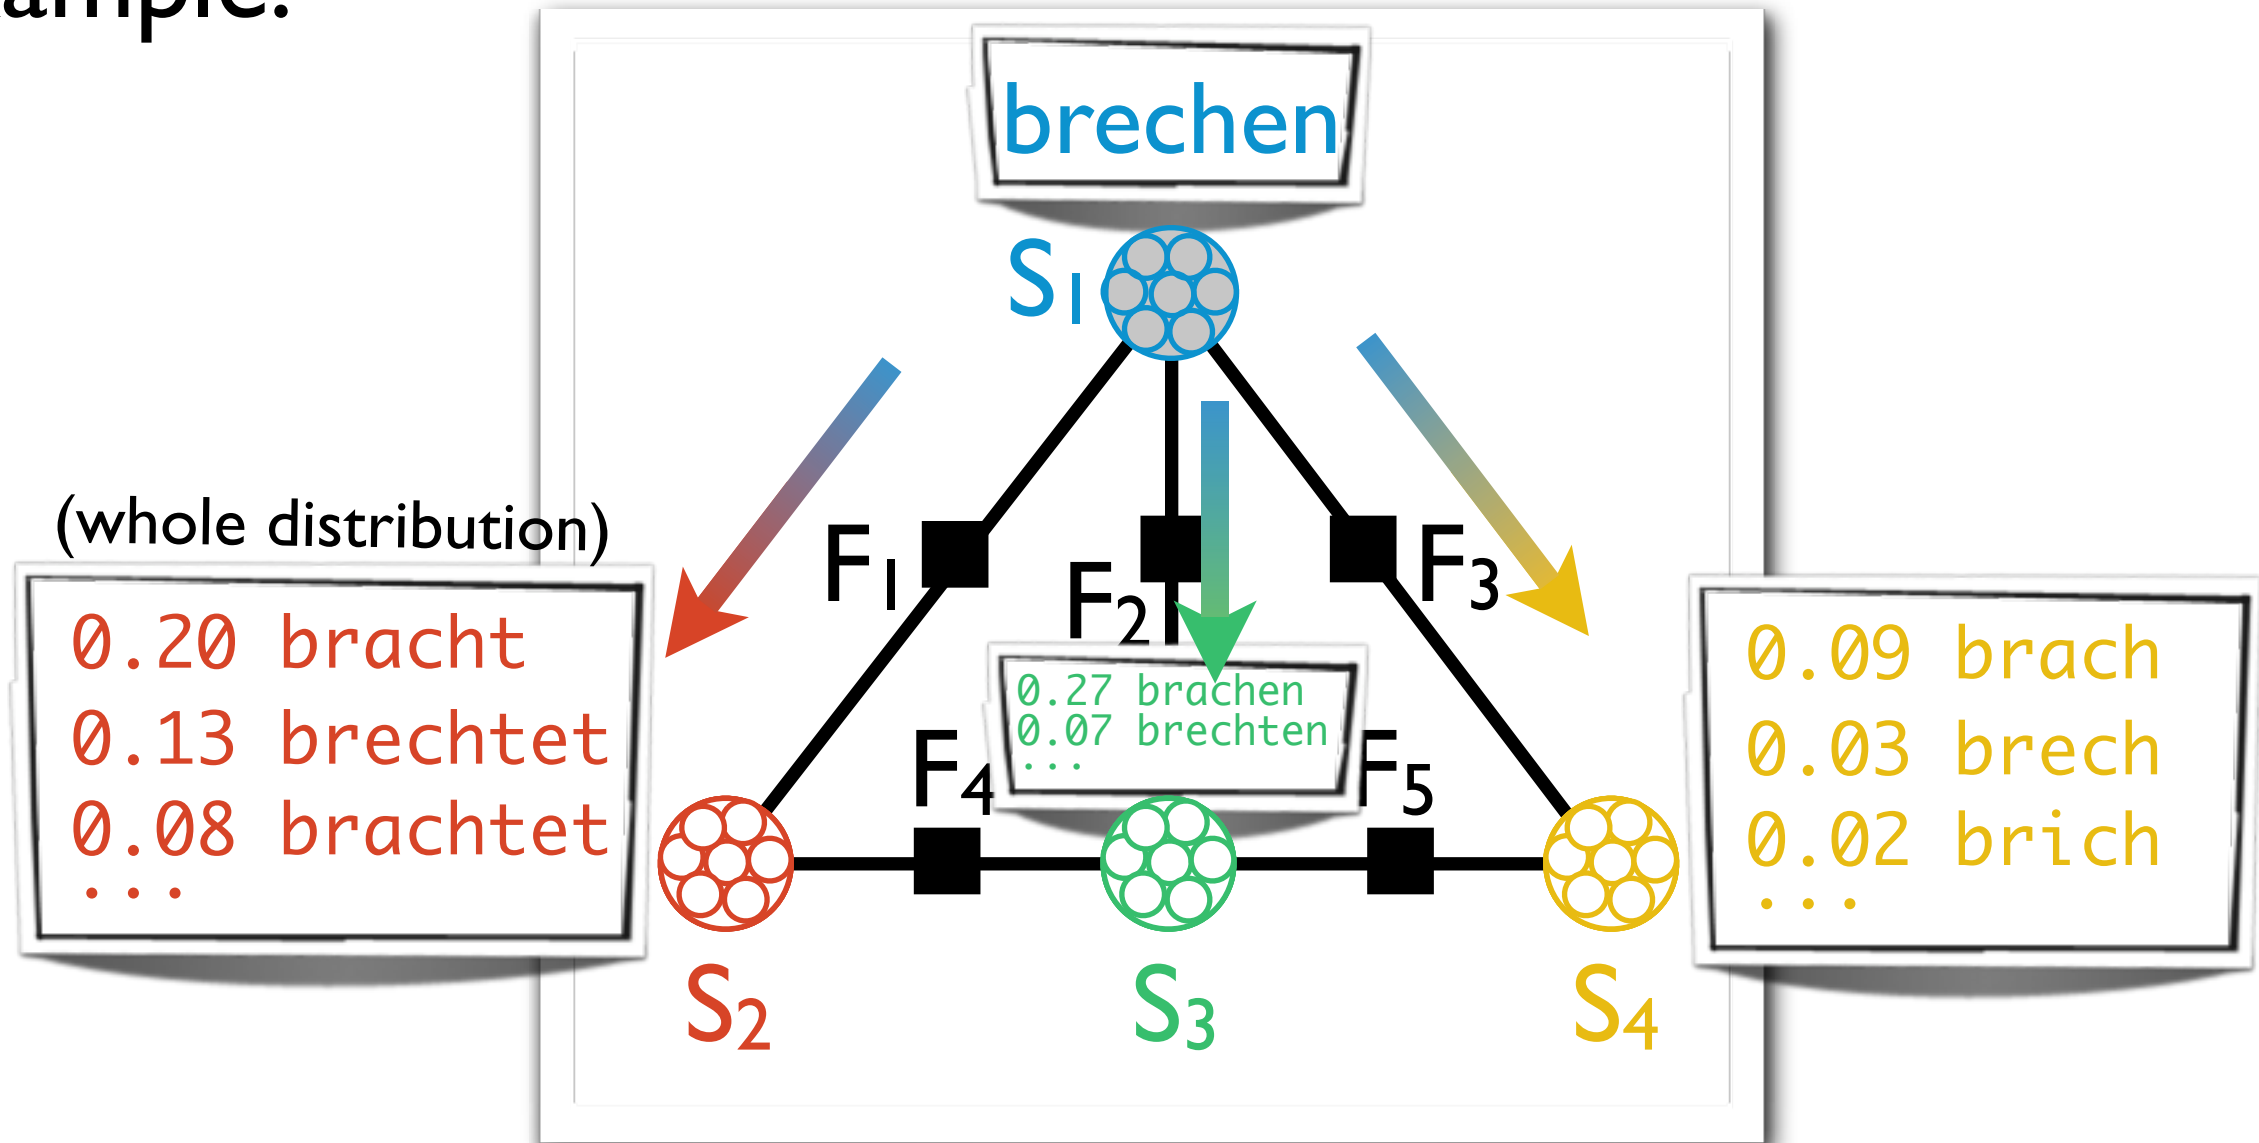 brechen
S1
(whole distribution)
F1
F2
F3
0.20 bracht
0.13 brechtet
0.08 brachtet
...
0.27 brachen
0.07 brechten
...
0.09 brach
0.03 brech
0.02 brich
...
F4
F5
S2
S3
S4